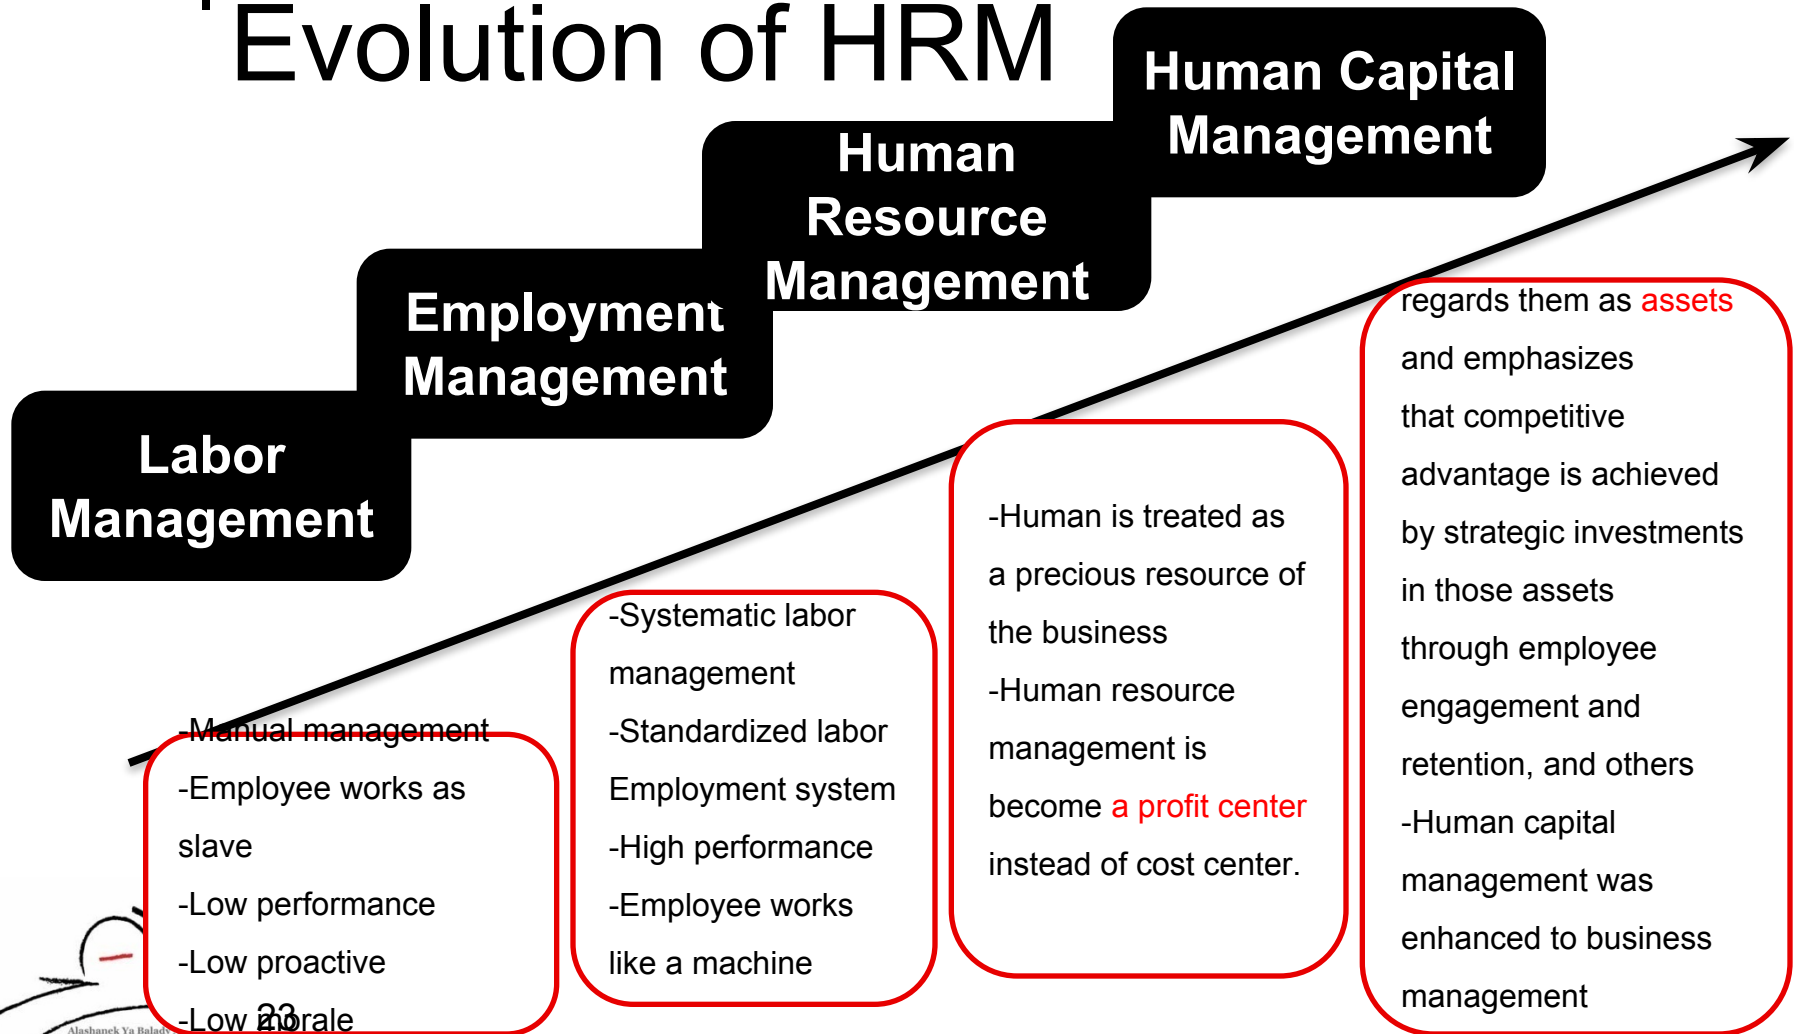 Evolution of HRM
Human Capital
Management
Human
Resource
Management
Employment
Management
Labor
Management
-Manual management
-Employee works as
slave
-Low performance
-Low proactive
-Low morale
-Systematic labor
management
-Standardized labor
Employment system
-High performance
-Employee works
like a machine
-Human is treated as
a precious resource of
the business
-Human resource
management is
become a profit center
instead of cost center.
regards them as assets
and emphasizes
that competitive
advantage is achieved
by strategic investments
in those assets
through employee
engagement and
retention, and others
-Human capital
management was
enhanced to business
management
23
Alashanek Ya Balady